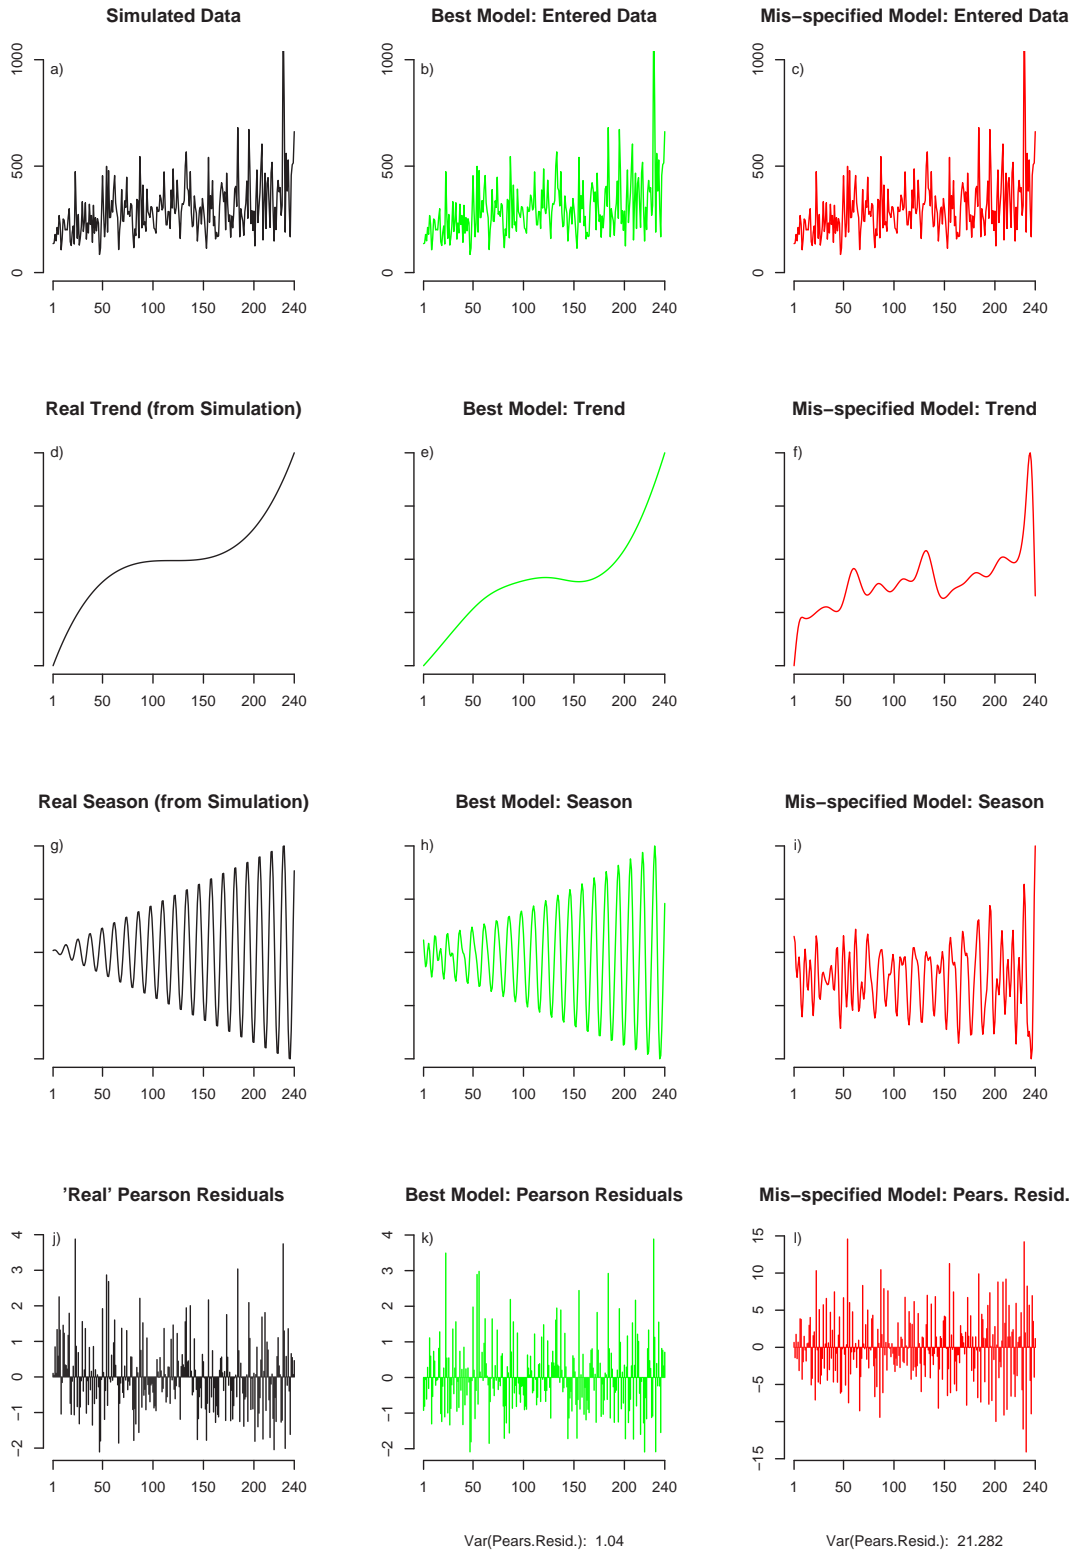 Simulated Data
Best Model: Entered Data
Mis−specified Model: Entered Data
a)
b)
c)
0 500 1000
0 500 1000
0 500 1000
1 50 100 150 200 240
1 50 100 150 200 240
1 50 100 150 200 240
Real Trend (from Simulation)
Best Model: Trend
Mis−specified Model: Trend
d)
e)
f)
1 50 100 150 200 240
1 50 100 150 200 240
1 50 100 150 200 240
Real Season (from Simulation)
Best Model: Season
Mis−specified Model: Season
g)
h)
i)
1 50 100 150 200 240
1 50 100 150 200 240
1 50 100 150 200 240
’Real’ Pearson Residuals
Best Model: Pearson Residuals
Mis−specified Model: Pears. Resid.
j)
k)
l)
−2 −1 0 1 2 3 4
−2 −1 0 1 2 3 4
−15 −5 0 5 10 15
1 50 100 150 200 240
1 50 100 150 200 240
1 50 100 150 200 240
Var(Pears.Resid.): 1.04
Var(Pears.Resid.): 21.282